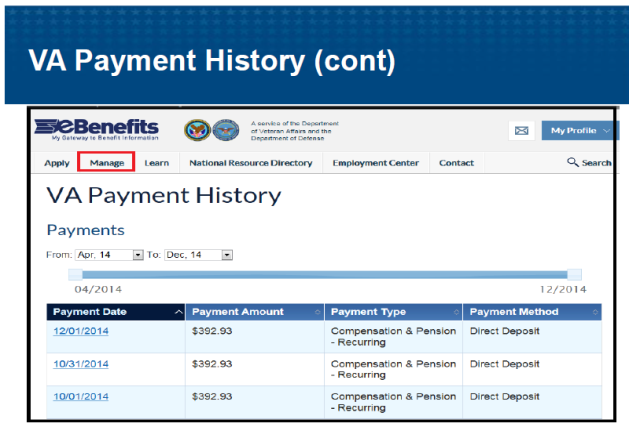 VA Payment History (cont)
eBenefits
My Gateway to Benefit Information
A service of the Department
of Veteran Affairs and the
Department of Defense
My Profile
Apply Manage Learn National Resource Directory Employment Center Contact Search
VA Payment History
Payments
From: Apr, 14 To: Dec, 14
04/2014 12/2014
Payment Date Payment Amount Payment Type Payment Method
12/01/2014 $392.93 Compensation & Pension Direct Deposit
- Recurring
10/31/2014 $392.93 Compensation & Pension Direct Deposit
- Recurring
10/01/2014 $392.93 Compensation & Pension Direct Deposit
- Recurring